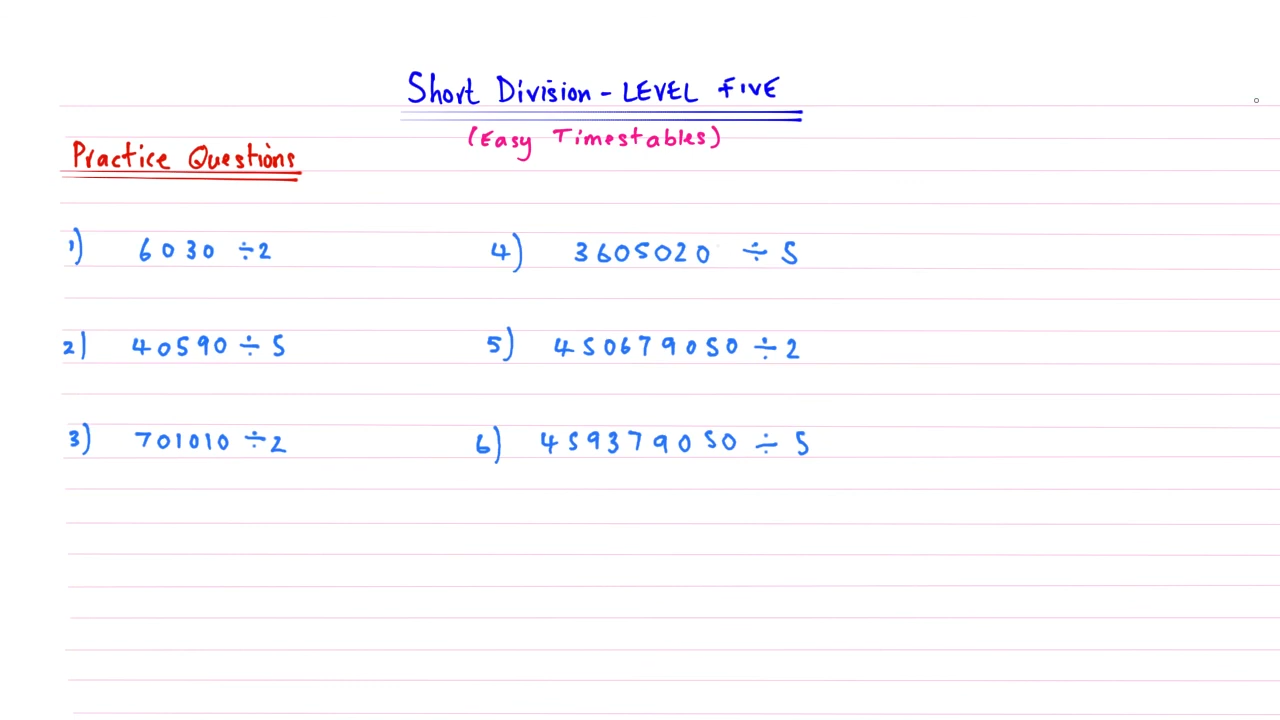 Short Division - LEVEL FIVE
(Easy Timestables)
Practice Questions
1) 6030 ÷ 2
2) 40590 ÷ 5
3) 701010 ÷ 2
4) 3605020 ÷ 5
5) 450679050 ÷ 2
6) 459379050 ÷ 5